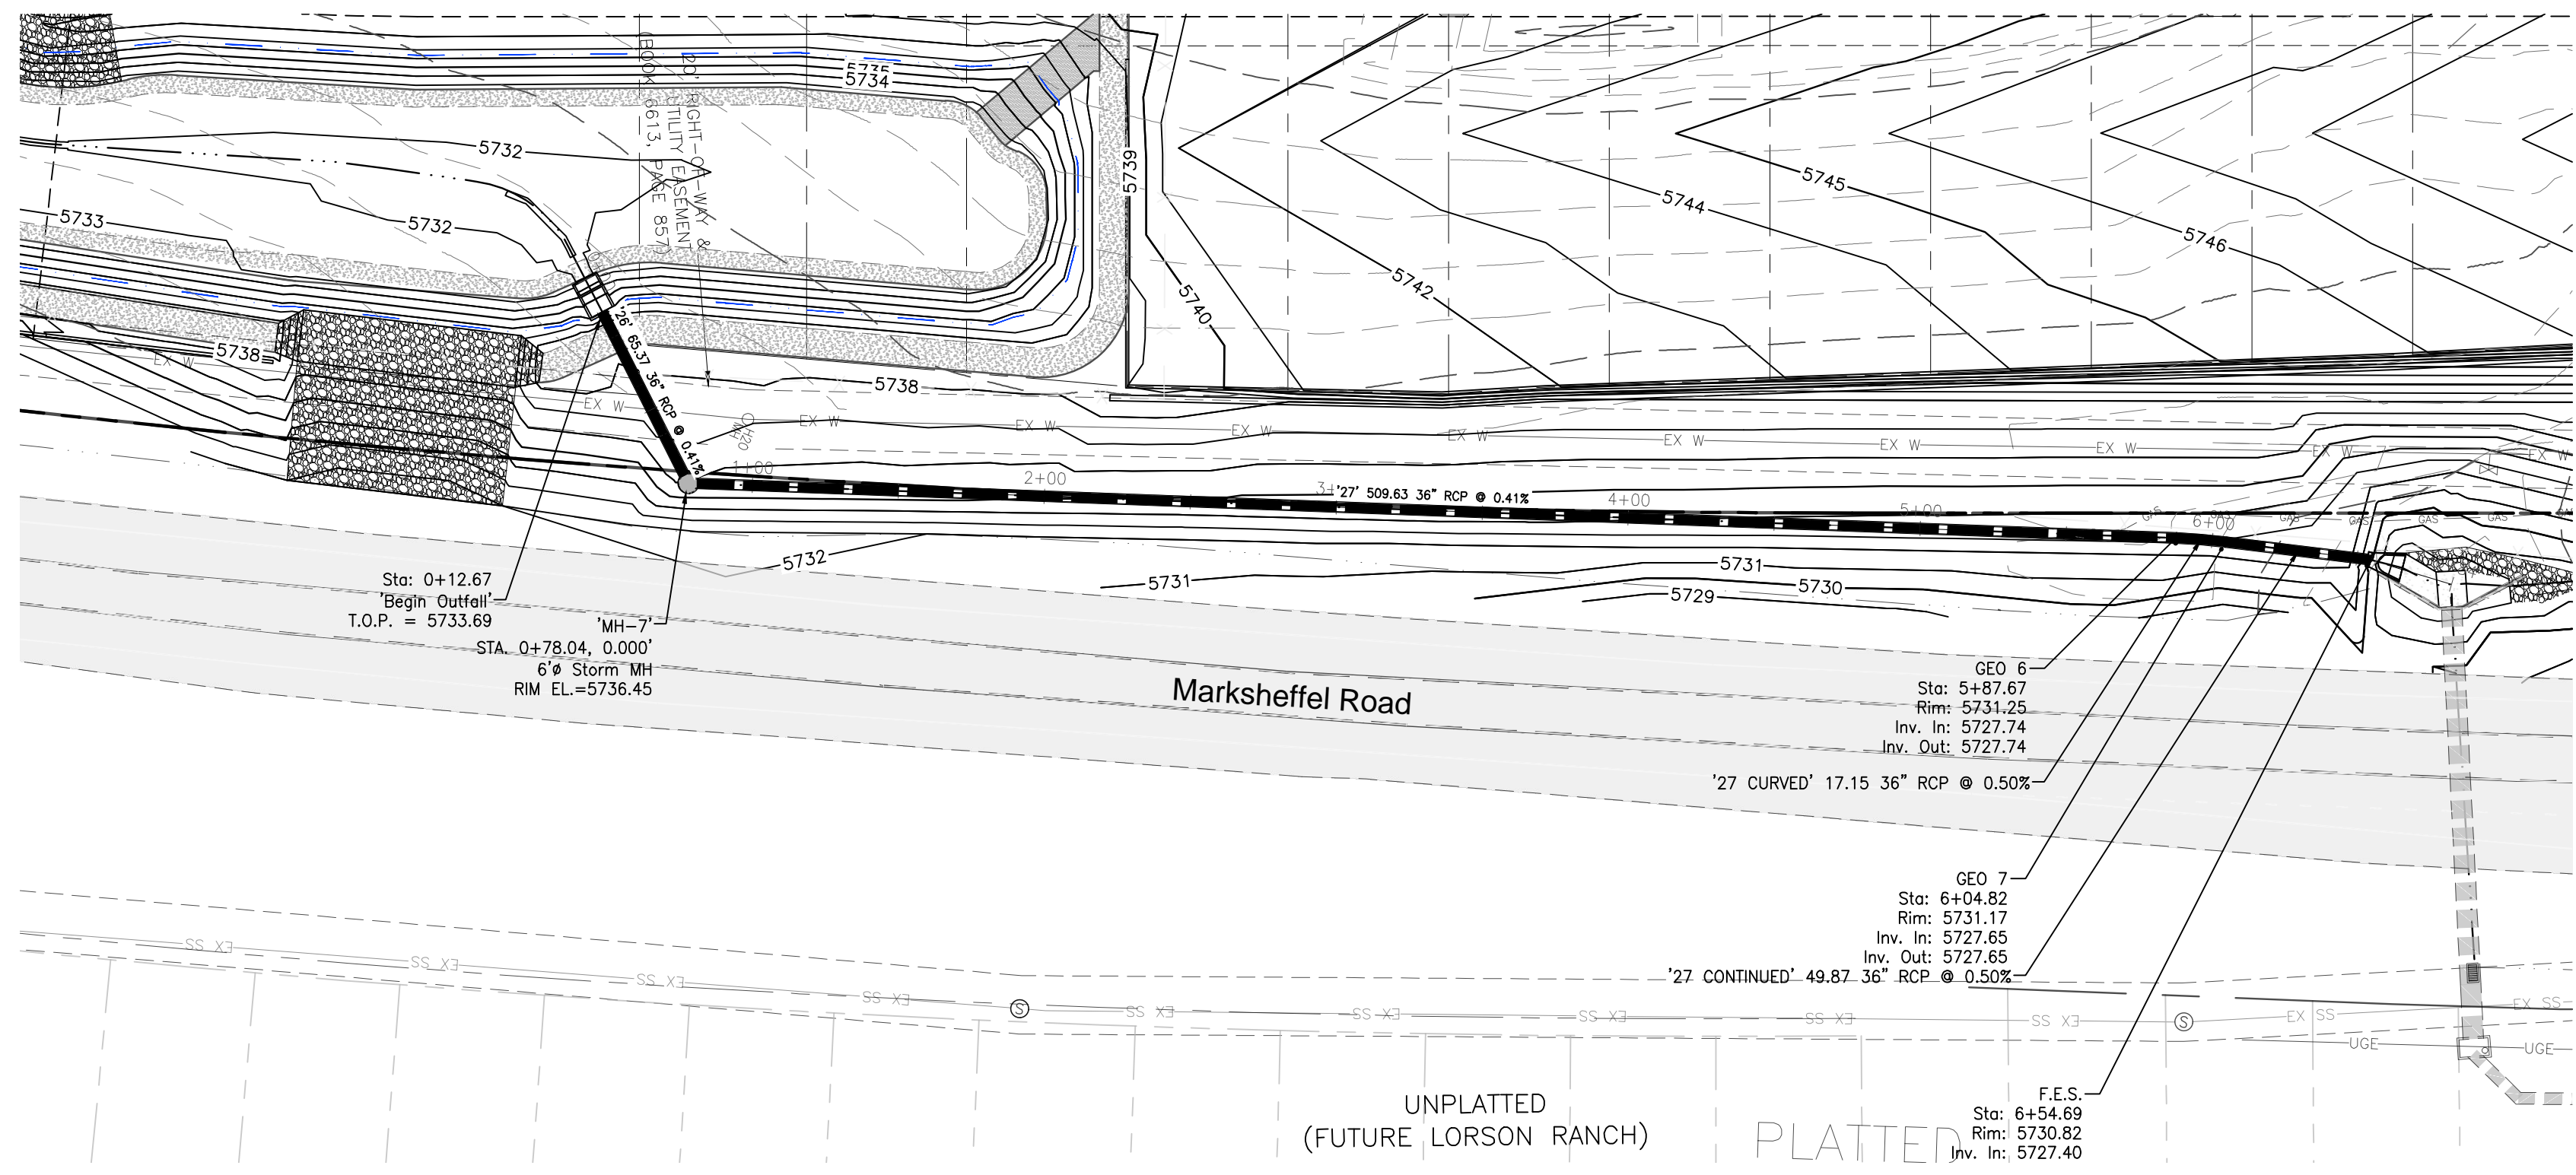 5735
5734
20' RIGHT-OF-WAY &
UTILITY EASEMENT
(BOOK 6613, PAGE 857)
5732
5739
5733
5732
5745
5744
5746
5742
5740
5738
EX W
'26' 65.37 36" RCP @ 0.41%
5738
EX W
EX W
EX W
EX W
EX W
EX W
EX W
EX W
EX W
EX W
H20
MH
1+00
2+00
'27' 509.63 36" RCP @ 0.41%
4+00
5+00
6+00
GAS
GAS
GAS
GAS
GAS
5732
5731
5731
5730
5729
Sta: 0+12.67
'Begin Outfall'
T.O.P. = 5733.69
'MH-7'
STA. 0+78.04, 0.000'
6'ø Storm MH
RIM EL.=5736.45
Marksheffel Road
GEO 6
Sta: 5+87.67
Rim: 5731.25
Inv. In: 5727.74
Inv. Out: 5727.74
'27 CURVED' 17.15 36" RCP @ 0.50%
GEO 7
Sta: 6+04.82
Rim: 5731.17
Inv. In: 5727.65
Inv. Out: 5727.65
'27 CONTINUED' 49.87 36" RCP @ 0.50%
EX SS
EX SS
EX SS
EX SS
S
EX SS
EX SS
EX SS
EX SS
EX SS
S
EX SS
EX SS
UGE
UGE
UNPLATTED
(FUTURE LORSON RANCH)
PLATTED
F.E.S.
Sta: 6+54.69
Rim: 5730.82
Inv. In: 5727.40